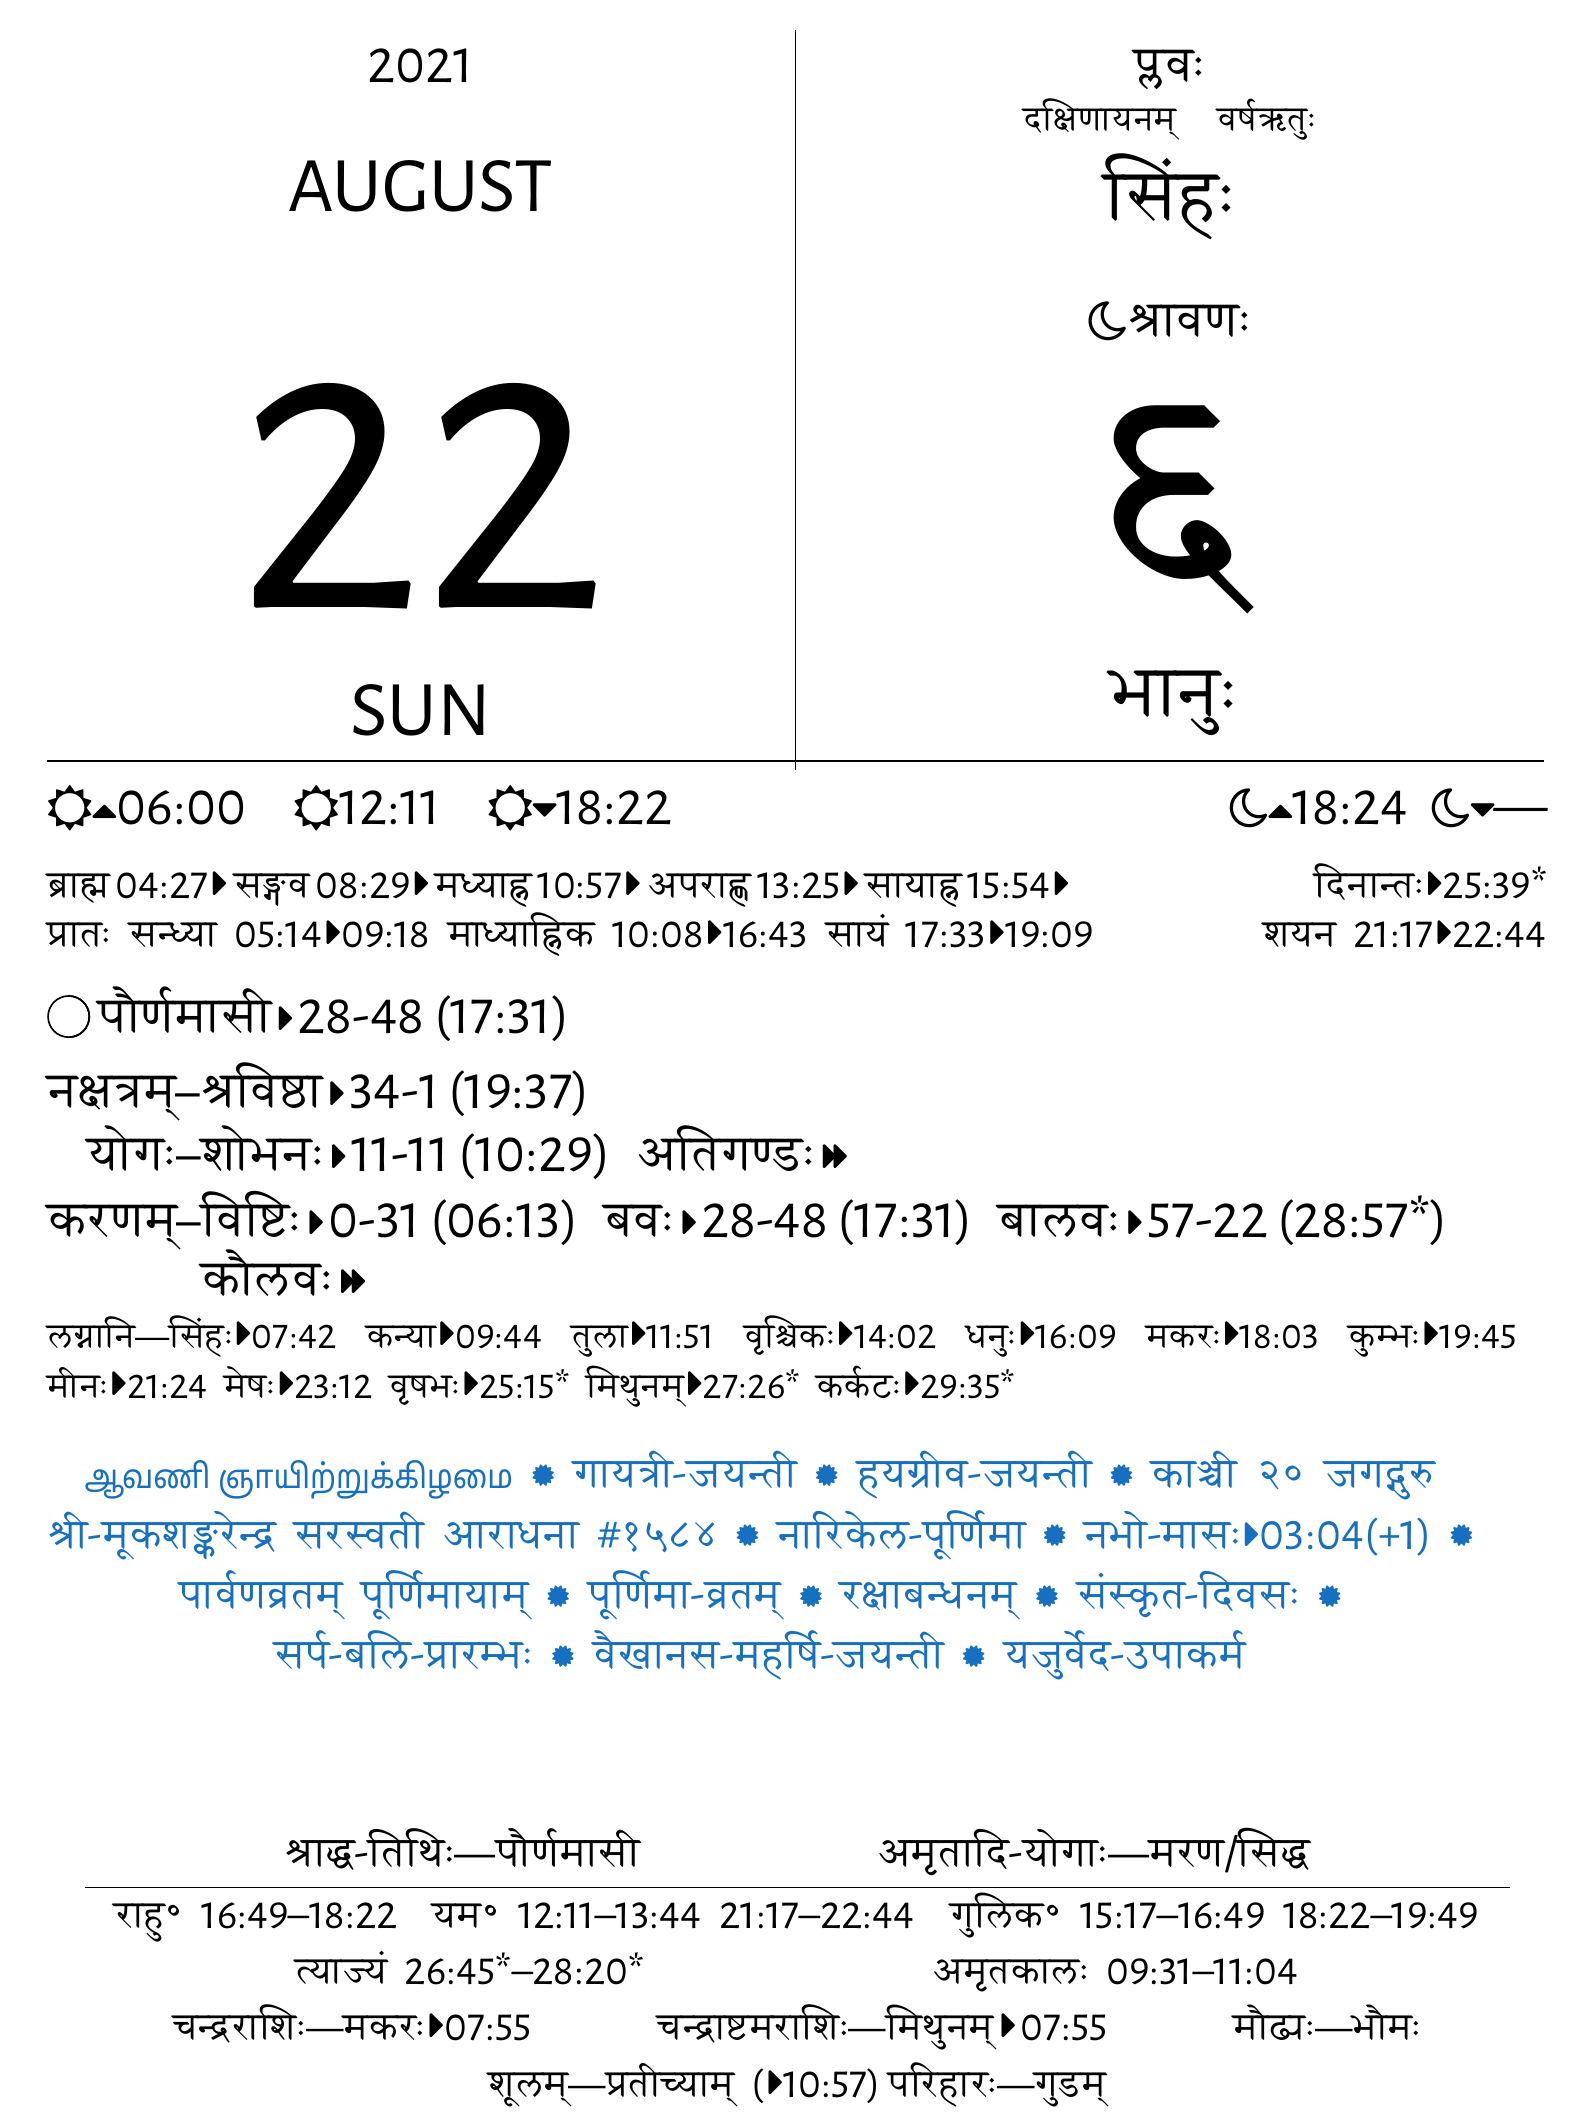 2021
AUGUST
22
SUN
प्लवः
दक्षिणायनम् वर्षऋतुः
सिंहः
श्रावणः
६
भानुः
06:00 12:11 18:22 18:24 —
ब्राह्म 04:27 सङ्गव 08:29 मध्याह्न 10:57 अपराह्ण 13:25 सायाह्न 15:54 दिनान्तः 25:39*
प्रातः सन्ध्या 05:14 09:18 माध्याह्निक 10:08 16:43 सायं 17:33 19:09 शयन 21:17 22:44
पौर्णमासी 28-48 (17:31)
नक्षत्रम्–श्रविष्ठा 34-1 (19:37)
योगः–शोभनः 11-11 (10:29) अतिगण्डः
करणम्–विष्टिः 0-31 (06:13) बवः 28-48 (17:31) बालवः 57-22 (28:57*)
कौलवः
लग्नानि—सिंहः 07:42 कन्या 09:44 तुला 11:51 वृश्चिकः 14:02 धनुः 16:09 मकरः 18:03 कुम्भः 19:45
मीनः 21:24 मेषः 23:12 वृषभः 25:15* मिथुनम् 27:26* कर्कटः 29:35*
ஆவணி ஞாயிற்றுக்கிழமை ✹ गायत्री-जयन्ती ✹ हयग्रीव-जयन्ती ✹ काञ्ची २० जगद्गुरु
श्री-मूकशङ्करेन्द्र सरस्वती आराधना #१५८४ ✹ नारिकेल-पूर्णिमा ✹ नभो-मासः 03:04(+1) ✹
पार्वणव्रतम् पूर्णिमायाम् ✹ पूर्णिमा-व्रतम् ✹ रक्षाबन्धनम् ✹ संस्कृत-दिवसः ✹
सर्प-बलि-प्रारम्भः ✹ वैखानस-महर्षि-जयन्ती ✹ यजुर्वेद-उपाकर्म
श्राद्ध-तिथिः—पौर्णमासी अमृतादि-योगाः—मरण/सिद्ध
राहु॰ 16:49–18:22 यम॰ 12:11–13:44 21:17–22:44 गुलिक॰ 15:17–16:49 18:22–19:49
त्याज्यं 26:45*–28:20* अमृतकालः 09:31–11:04
चन्द्रराशिः—मकरः 07:55 चन्द्राष्टमराशिः—मिथुनम् 07:55 मौढ्यः—भौमः
शूलम्—प्रतीच्याम् (10:57) परिहारः—गुडम्